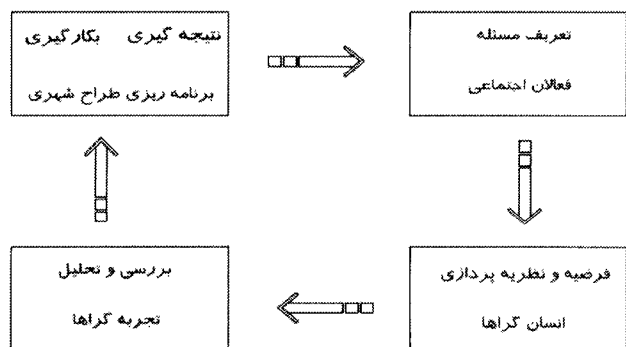 تعریف مسئله
فعالان اجتماعی
نتیجه گیری بکارگیری
برنامه ریزی طراح شهری
فرضیه و نظریه پردازی
انسان گراها
بررسی و تحلیل
تجربه گراها